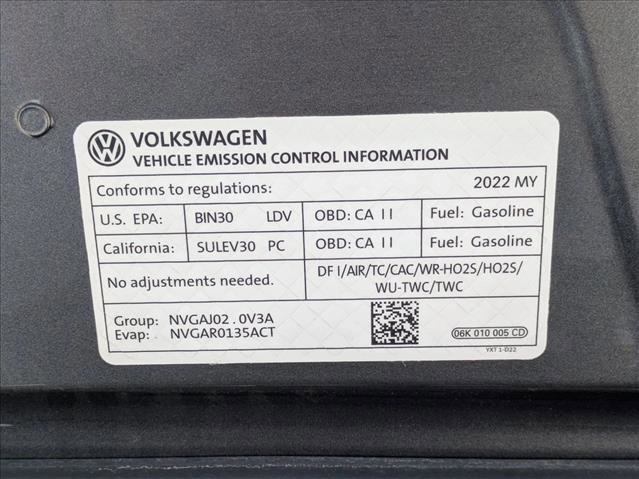 VOLKSWAGEN
VEHICLE EMISSION CONTROL INFORMATION
Conforms to regulations: 2022 MY
U.S. EPA: BIN30 LDV OBD: CA II Fuel: Gasoline
California: SULEV30 PC OBD: CA II Fuel: Gasoline
No adjustments needed. DF I/AIR/TC/CAC/WR-HO2S/HO2S/
WU-TWC/TWC
Group: NVGAJ02.0V3A
Evap: NVGAR0135ACT
06K 010 005 CD
YXT 1-D22